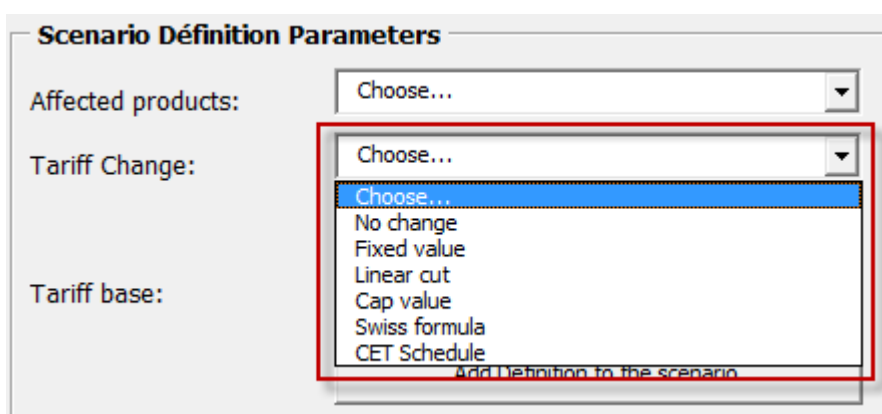 Scenario Définition Parameters
Affected products: Choose...
Tariff Change: Choose...
Choose...
No change
Fixed value
Linear cut
Tariff base:
Cap value
Swiss formula
CET Schedule
Add Definition to the scenario